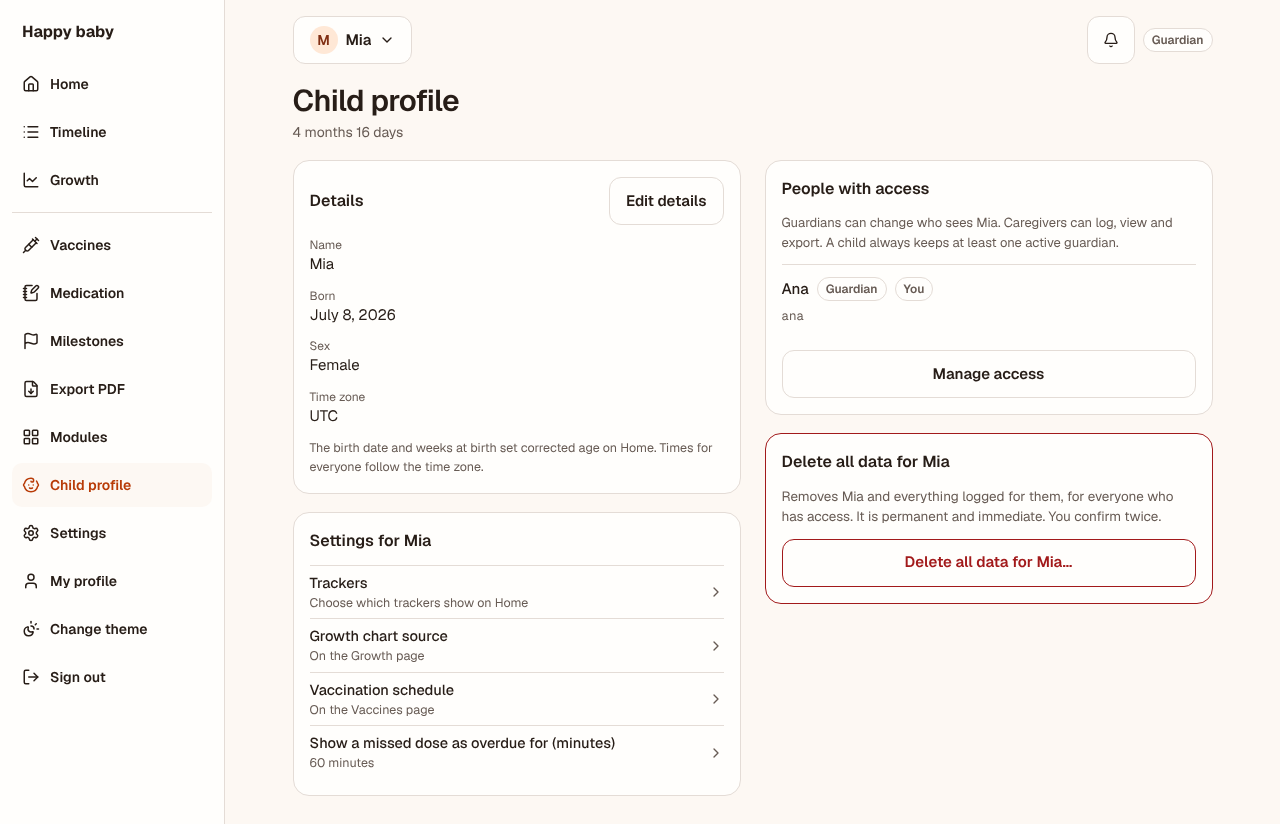 Happy baby
Home
Timeline
Growth
Vaccines
Medication
Milestones
Export PDF
Modules
Child profile
Settings
My profile
Change theme
Sign out
M Mia
Guardian
Child profile
4 months 16 days
Details
Edit details
Name
Mia
Born
July 8, 2026
Sex
Female
Time zone
UTC
The birth date and weeks at birth set corrected age on Home. Times for
everyone follow the time zone.
Settings for Mia
Trackers
Choose which trackers show on Home
Growth chart source
On the Growth page
Vaccination schedule
On the Vaccines page
Show a missed dose as overdue for (minutes)
60 minutes
People with access
Guardians can change who sees Mia. Caregivers can log, view and
export. A child always keeps at least one active guardian.
Ana Guardian You
ana
Manage access
Delete all data for Mia
Removes Mia and everything logged for them, for everyone who
has access. It is permanent and immediate. You confirm twice.
Delete all data for Mia…